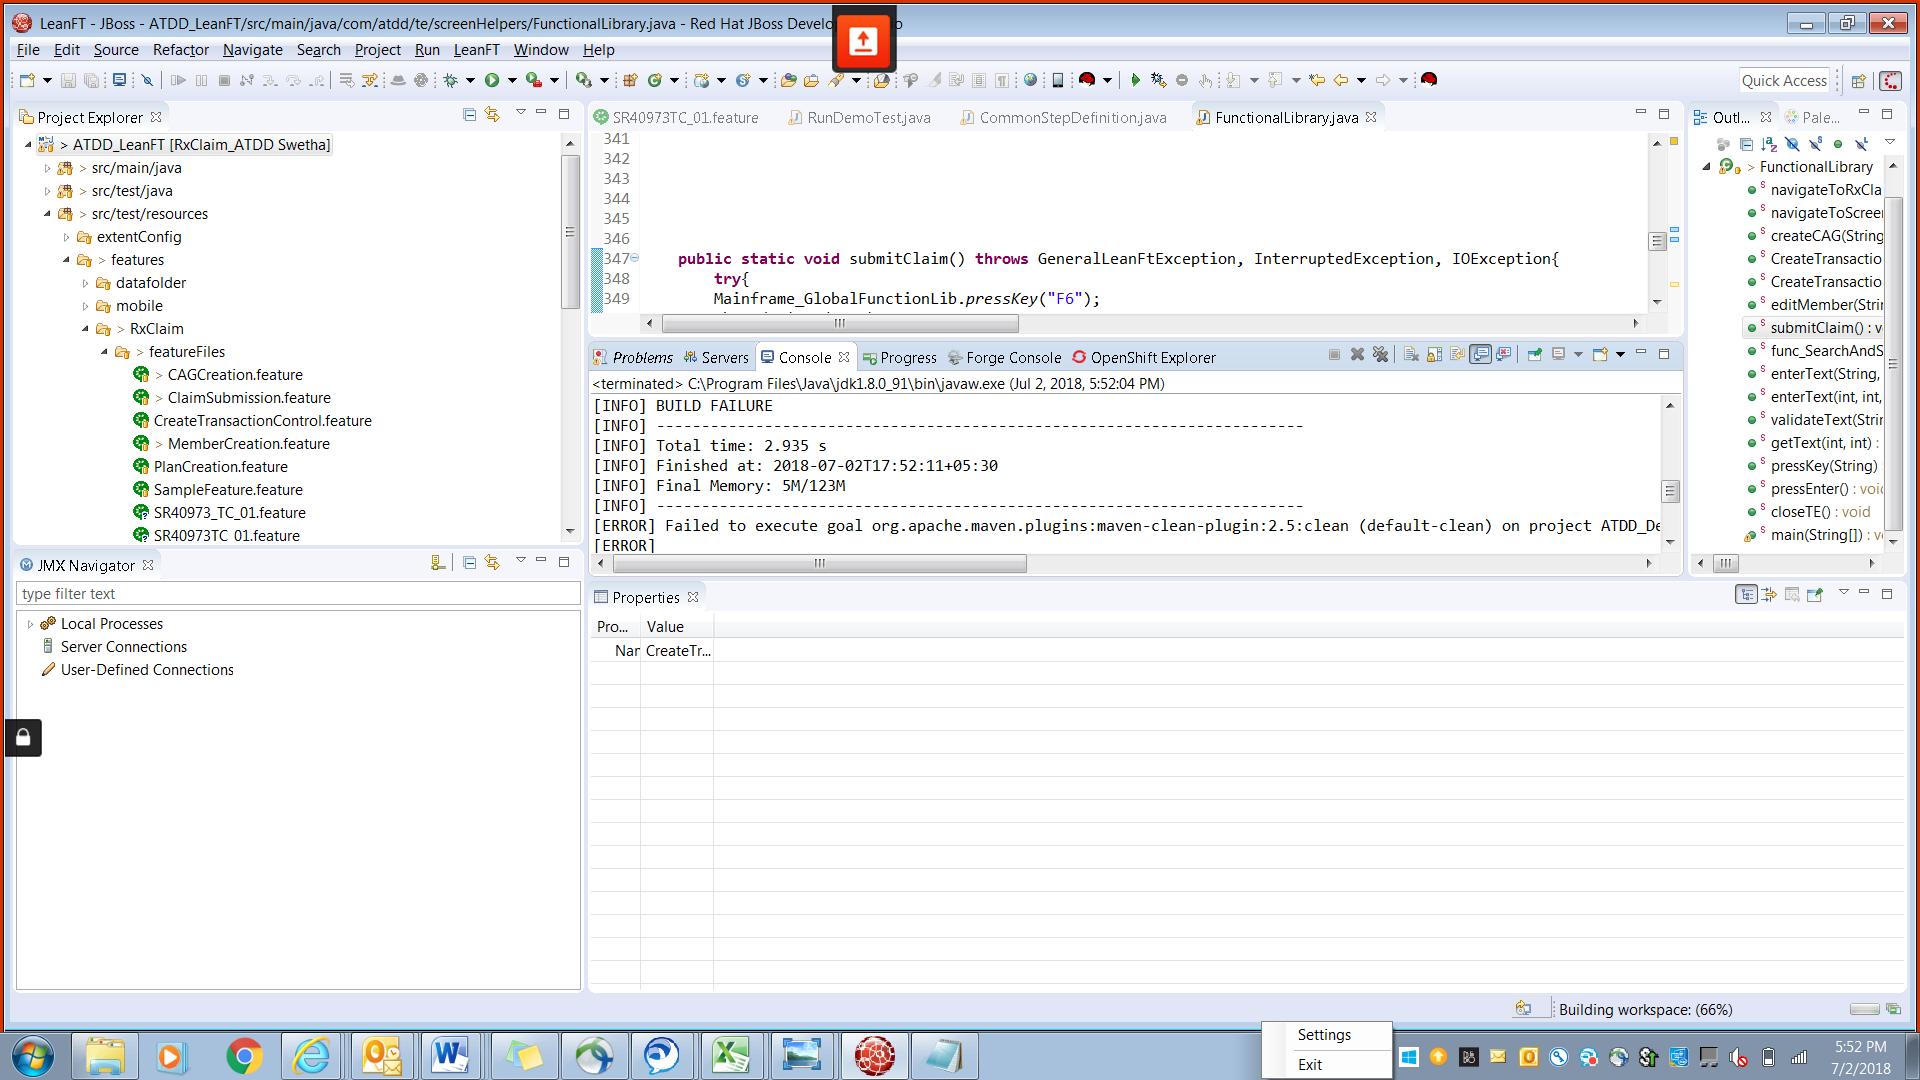 LeanFT - JBoss - ATDD_LeanFT/src/main/java/com/atdd/te/screenHelpers/FunctionalLibrary.java - Red Hat JBoss Develo
File Edit Source Refactor Navigate Search Project Run LeanFT Window Help
Quick Access
Project Explorer
ATDD_LeanFT [RxClaim_ATDD Swetha]
> src/main/java
> src/test/java
> src/test/resources
extentConfig
> features
datafolder
mobile
> RxClaim
> featureFiles
> CAGCreation.feature
> ClaimSubmission.feature
CreateTransactionControl.feature
> MemberCreation.feature
PlanCreation.feature
SampleFeature.feature
SR40973_TC_01.feature
SR40973TC_01.feature
JMX Navigator
type filter text
Local Processes
Server Connections
User-Defined Connections
SR40973TC_01.feature RunDemoTest.java CommonStepDefinition.java FunctionalLibrary.java
341
342
343
344
345
346
347 public static void submitClaim() throws GeneralLeanFtException, InterruptedException, IOException{
348 try{
349 Mainframe_GlobalFunctionLib.pressKey("F6");
Problems Servers Console Progress Forge Console OpenShift Explorer
<terminated> C:\Program Files\Java\jdk1.8.0_91\bin\javaw.exe (Jul 2, 2018, 5:52:04 PM)
[INFO] BUILD FAILURE
[INFO] ------------------------------------------------------------------------
[INFO] Total time: 2.935 s
[INFO] Finished at: 2018-07-02T17:52:11+05:30
[INFO] Final Memory: 5M/123M
[INFO] ------------------------------------------------------------------------
[ERROR] Failed to execute goal org.apache.maven.plugins:maven-clean-plugin:2.5:clean (default-clean) on project ATDD_De
[ERROR]
Properties
Pro... Value
Nar CreateTr...
Outl... Pale...
> FunctionalLibrary
navigateToRxCla
navigateToScree
createCAG(String
CreateTransactio
CreateTransactio
editMember(Strin
submitClaim() : v
func_SearchAndS
enterText(String,
enterText(int, int,
validateText(Strin
getText(int, int) :
pressKey(String)
pressEnter() : voi
closeTE() : void
main(String[]) : v
Building workspace: (66%)
Settings
Exit
5:52 PM
7/2/2018